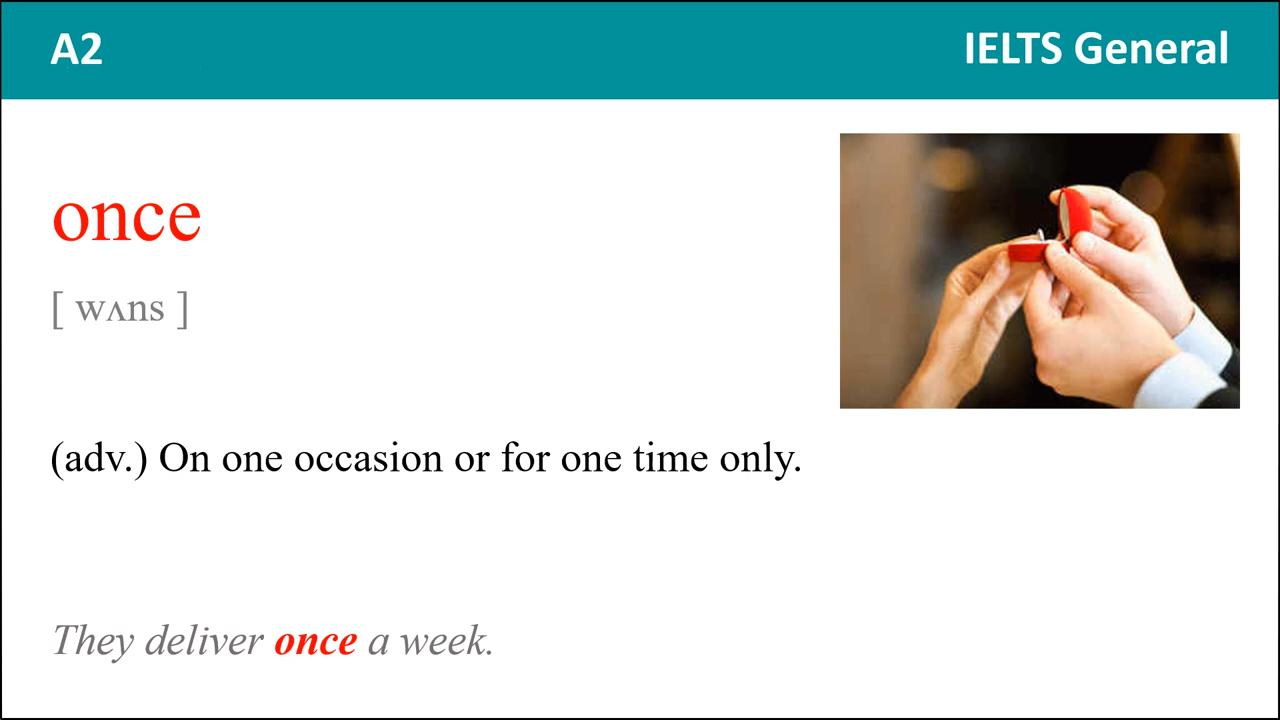 A2
IELTS General
once
[ wʌns ]
(adv.) On one occasion or for one time only.
They deliver once a week.